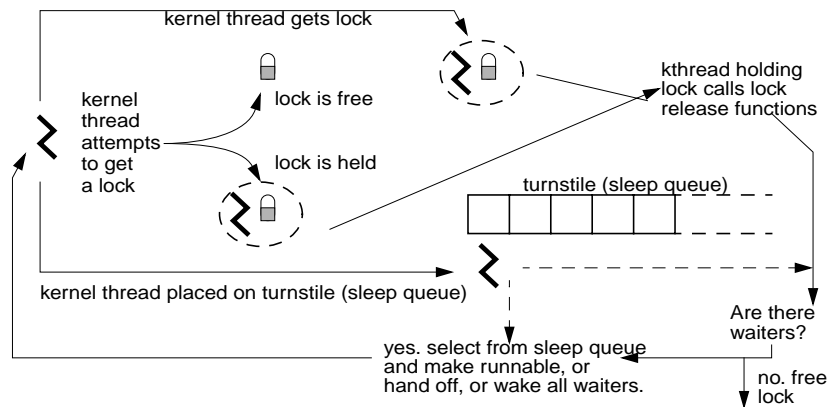 kernel thread gets lock
kthread holding
lock calls lock
release functions
kernel
thread
attempts
to get
a lock
lock is free
lock is held
turnstile (sleep queue)
kernel thread placed on turnstile (sleep queue)
Are there
waiters?
yes. select from sleep queue
and make runnable, or
hand off, or wake all waiters.
no. free
lock